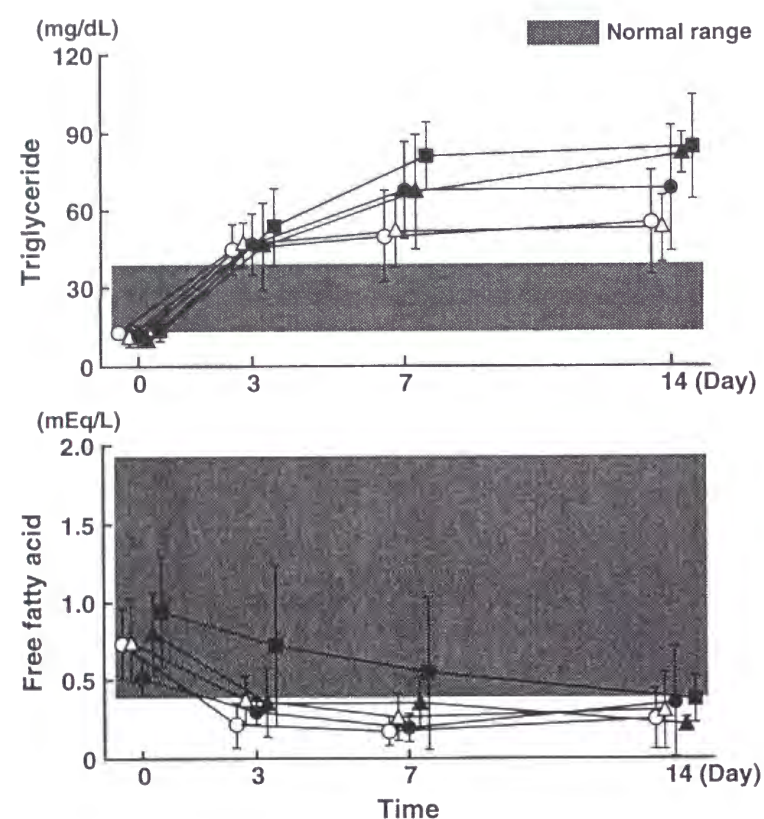 (mg/dL)
Normal range
120
90
60
30
0
Triglyceride
0 3 7 14 (Day)
(mEq/L)
2.0
1.5
1.0
0.5
0
Free fatty acid
0 3 7 14 (Day)
Time